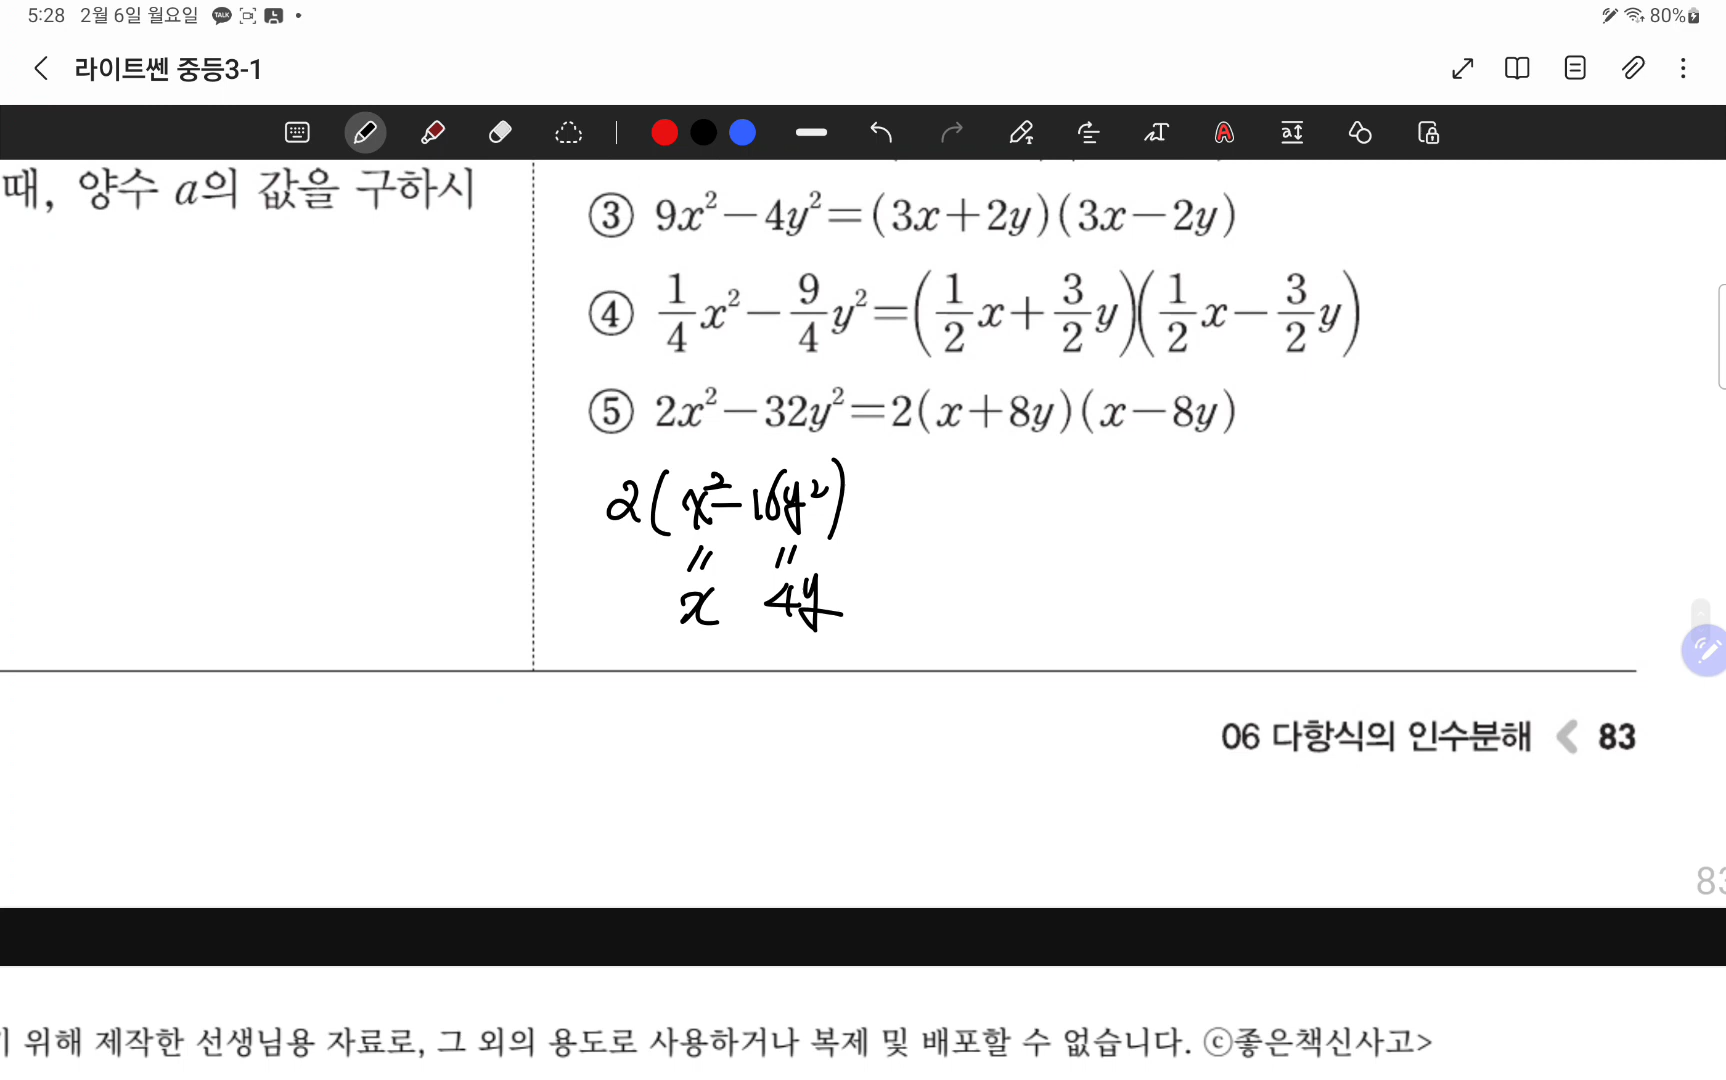 5:28 2월 6일 월요일 TALK 80%
라이트쎈 중등3-1
때, 양수 a의 값을 구하시
③ 9x²-4y²=(3x+2y)(3x-2y)
④ 1/4x²-9/4y²=(1/2x+3/2y)(1/2x-3/2y)
⑤ 2x²-32y²=2(x+8y)(x-8y)
2(x²-16y²)
〃 〃
x 4y
06 다항식의 인수분해 < 83
위해 제작한 선생님용 자료로, 그 외의 용도로 사용하거나 복제 및 배포할 수 없습니다. ⓒ좋은책신사고>